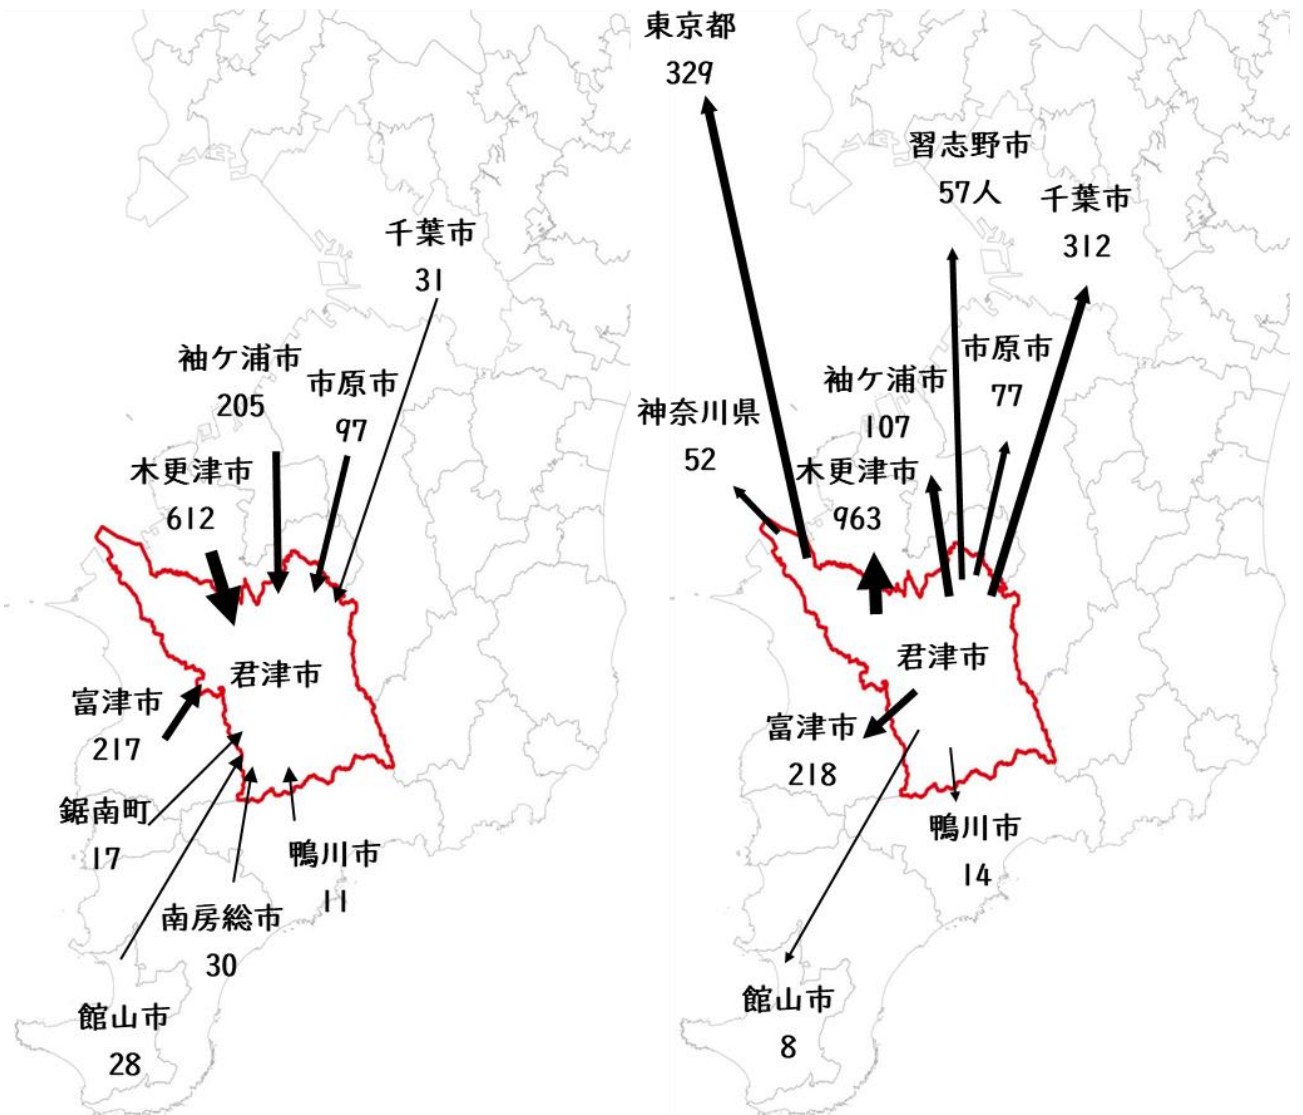 千葉市
31
袖ケ浦市
205
市原市
97
木更津市
612
君津市
富津市
217
鋸南町
17
鴨川市
11
南房総市
30
館山市
28
東京都
329
習志野市
57人
千葉市
312
市原市
77
袖ケ浦市
107
神奈川県
52
木更津市
963
君津市
富津市
218
鴨川市
14
館山市
8